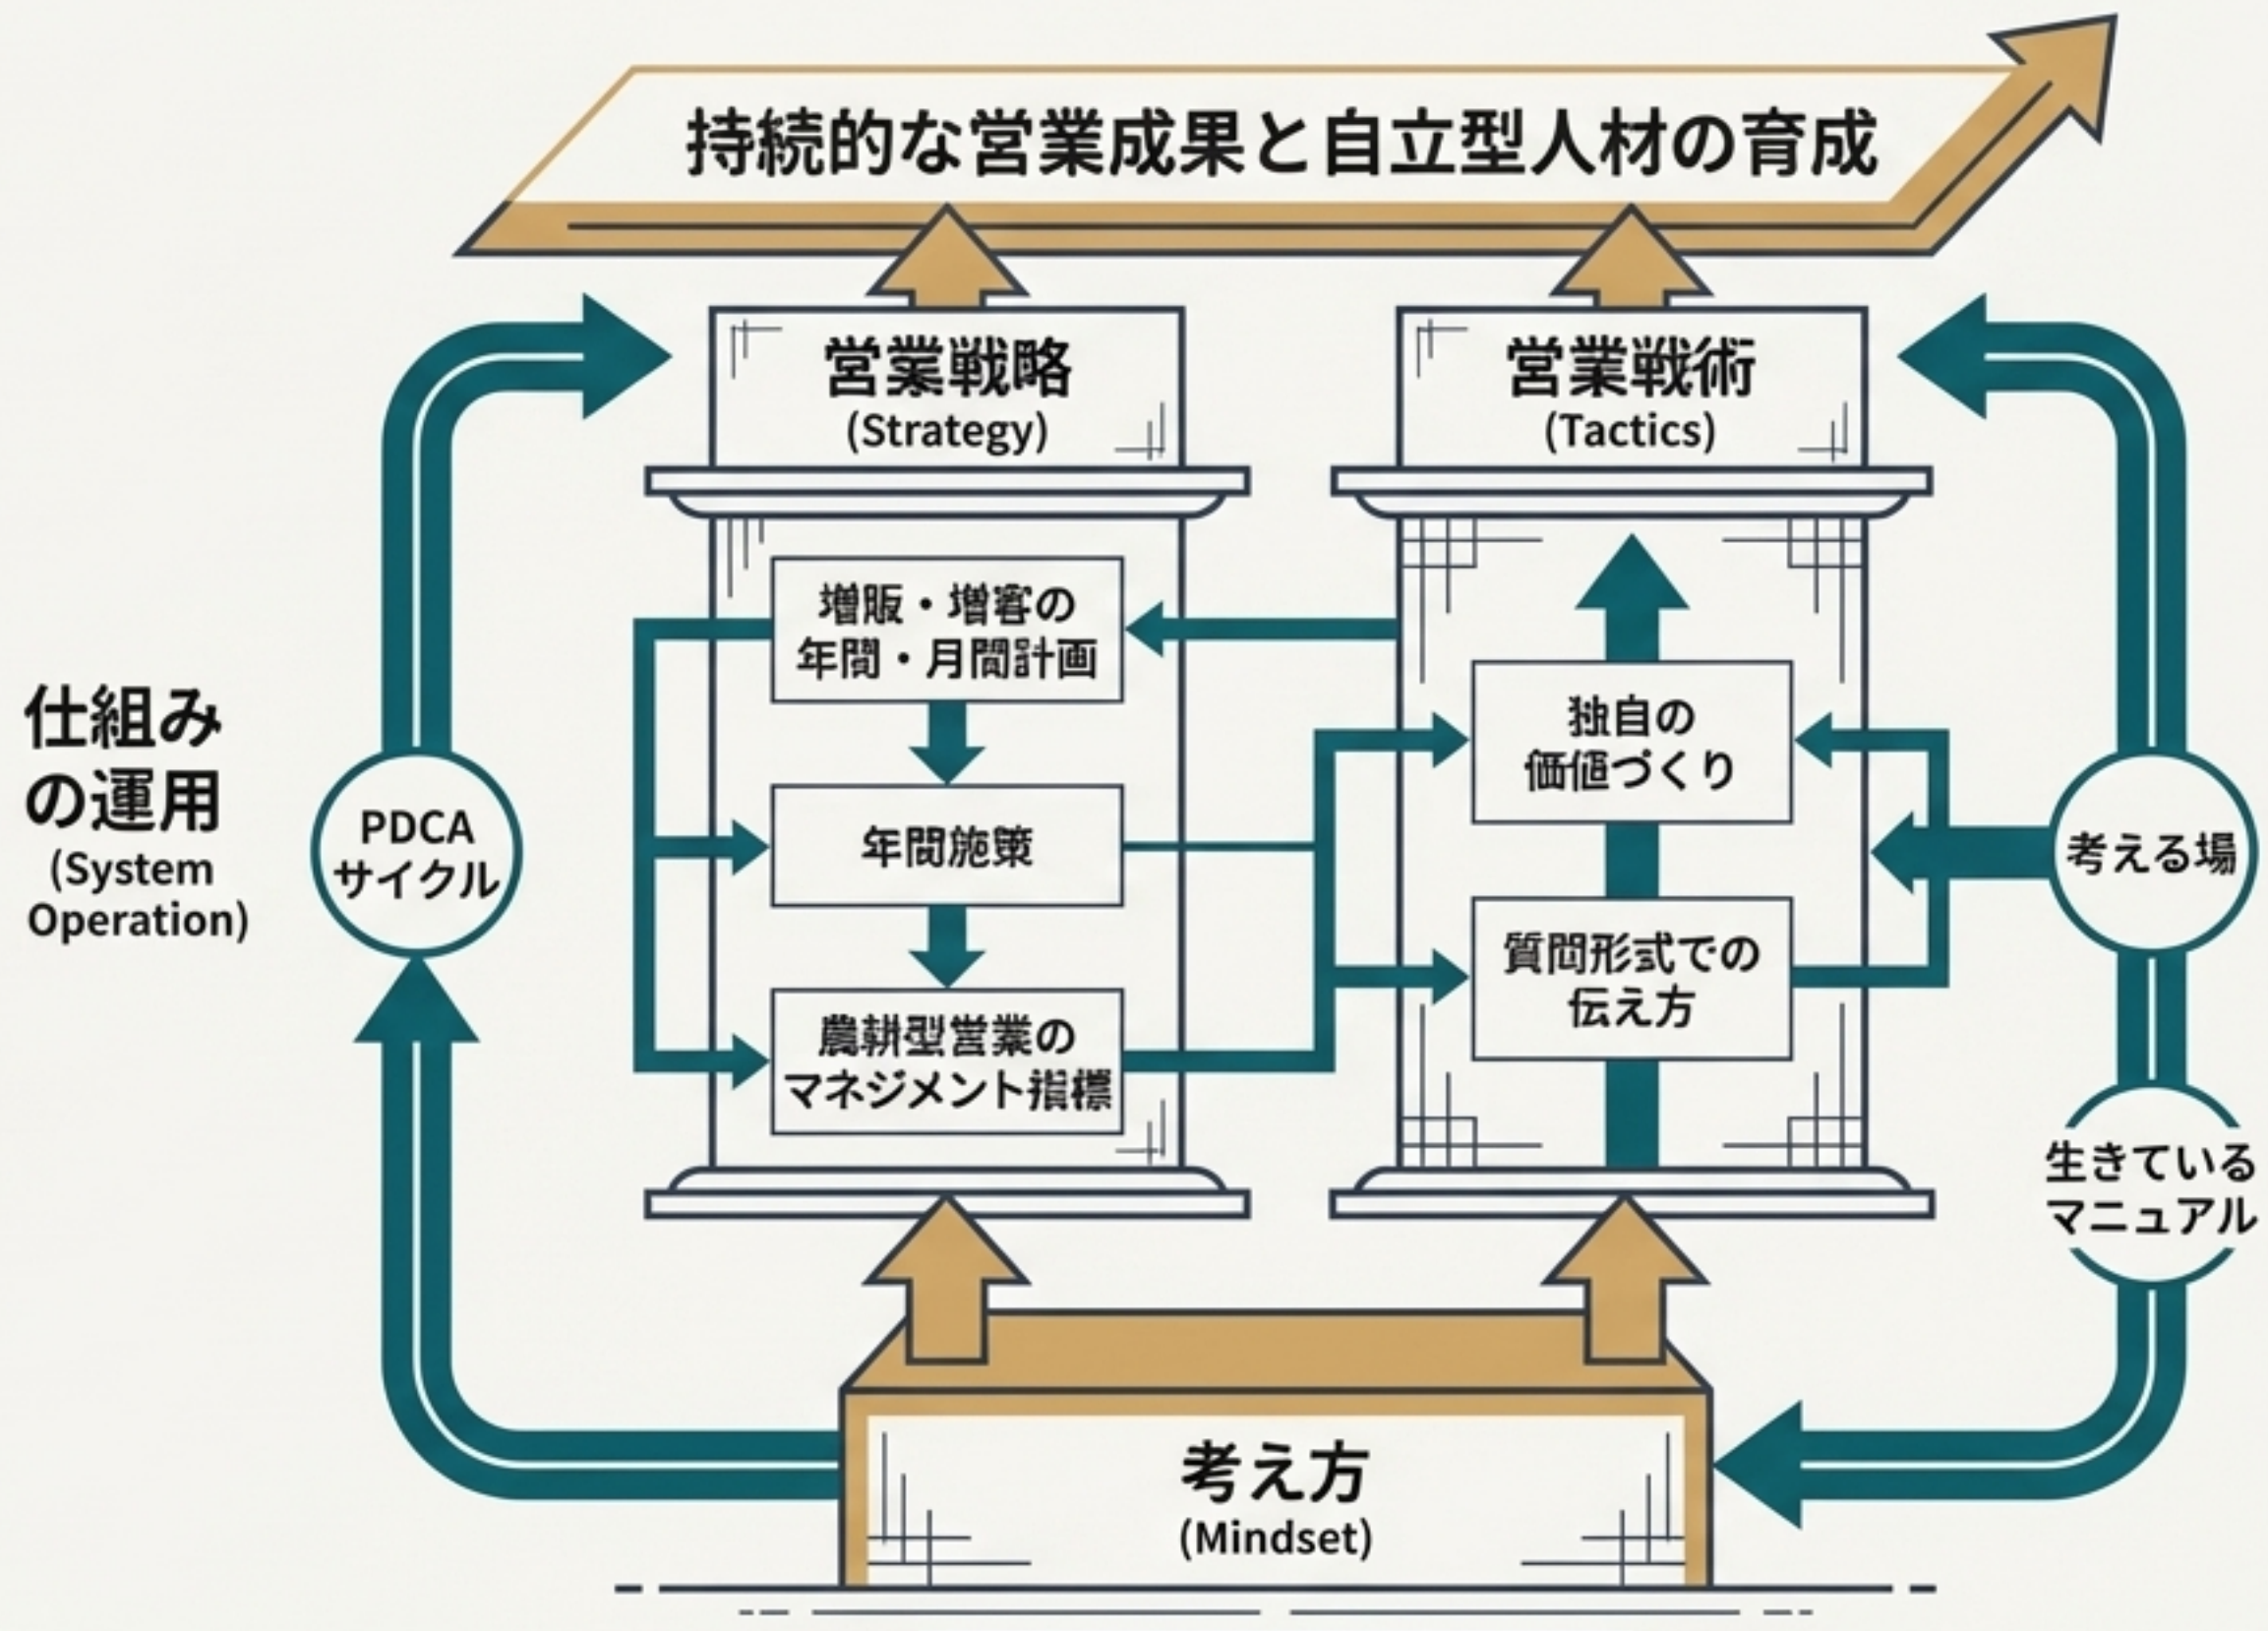 持続的な営業成果と自立型人材の育成
営業戦略
(Strategy)
増販・増客の
年間・月間計画
年間施策
農耕型営業の
マネジメント指標
営業戦術
(Tactics)
独自の
価値づくり
質問形式での
伝え方
仕組み
の運用
(System
Operation)
PDCA
サイクル
考える場
生きている
マニュアル
考え方
(Mindset)